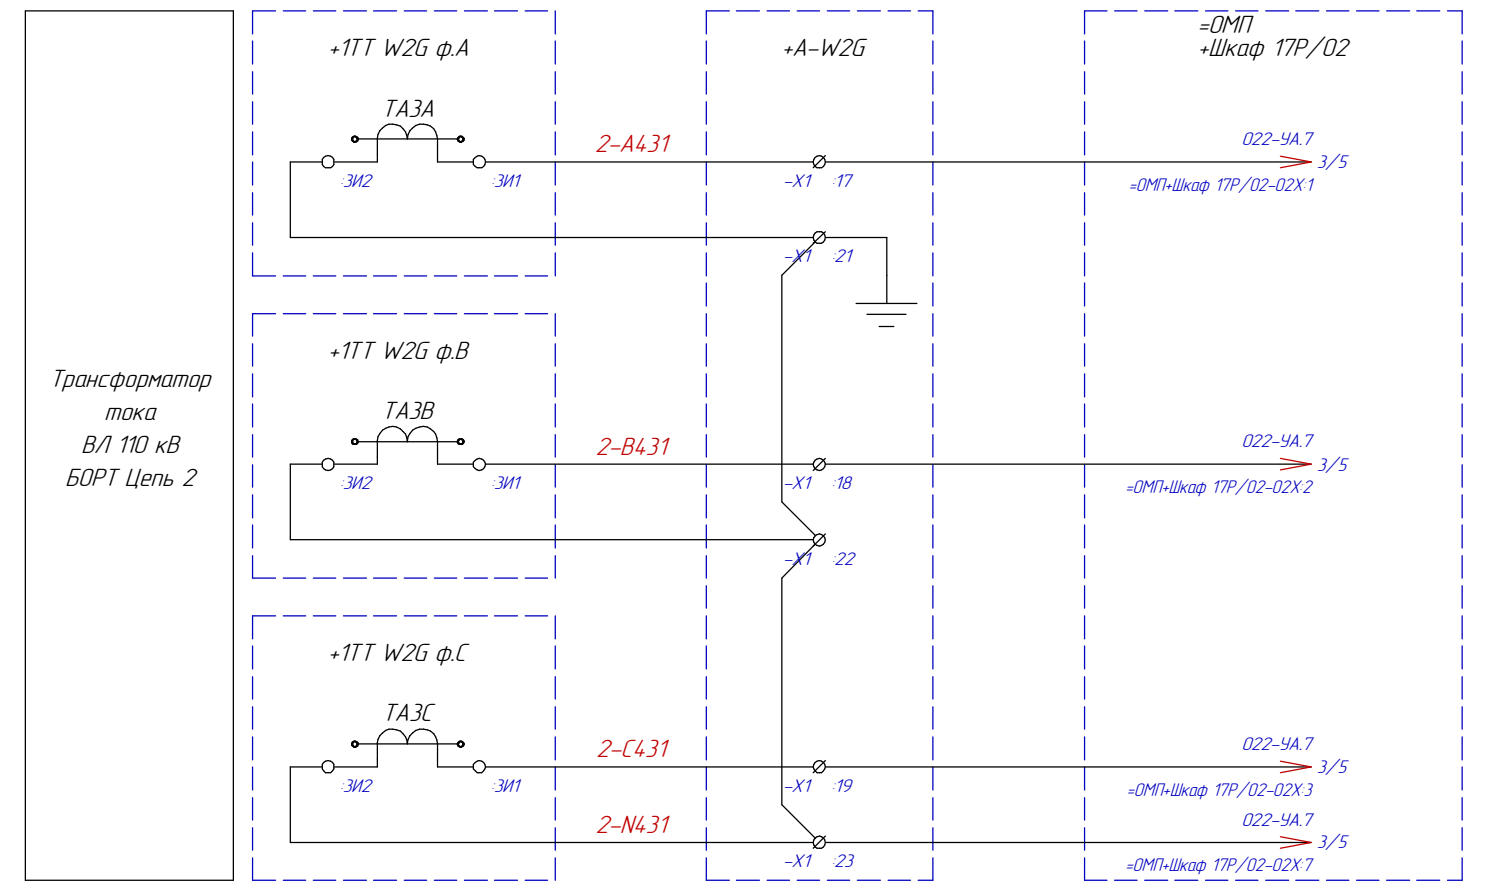 Трансформатор
тока
ВЛ 110 кВ
БОРТ Цепь 2
+1ТТ W2G ф.А
ТА3А
:3И2
:3И1
2-А431
+А-W2G
-X1 :17
-X1 :21
=ОМП
+Шкаф 17Р/02
022-УА.7
3/5
=ОМП+Шкаф 17Р/02-02X:1
+1ТТ W2G ф.В
ТА3В
:3И2
:3И1
2-В431
-X1 :18
-X1 :22
022-УА.7
3/5
=ОМП+Шкаф 17Р/02-02X:2
+1ТТ W2G ф.С
ТА3С
:3И2
:3И1
2-С431
-X1 :19
022-УА.7
3/5
=ОМП+Шкаф 17Р/02-02X:3
2-N431
-X1 :23
022-УА.7
3/5
=ОМП+Шкаф 17Р/02-02X:7